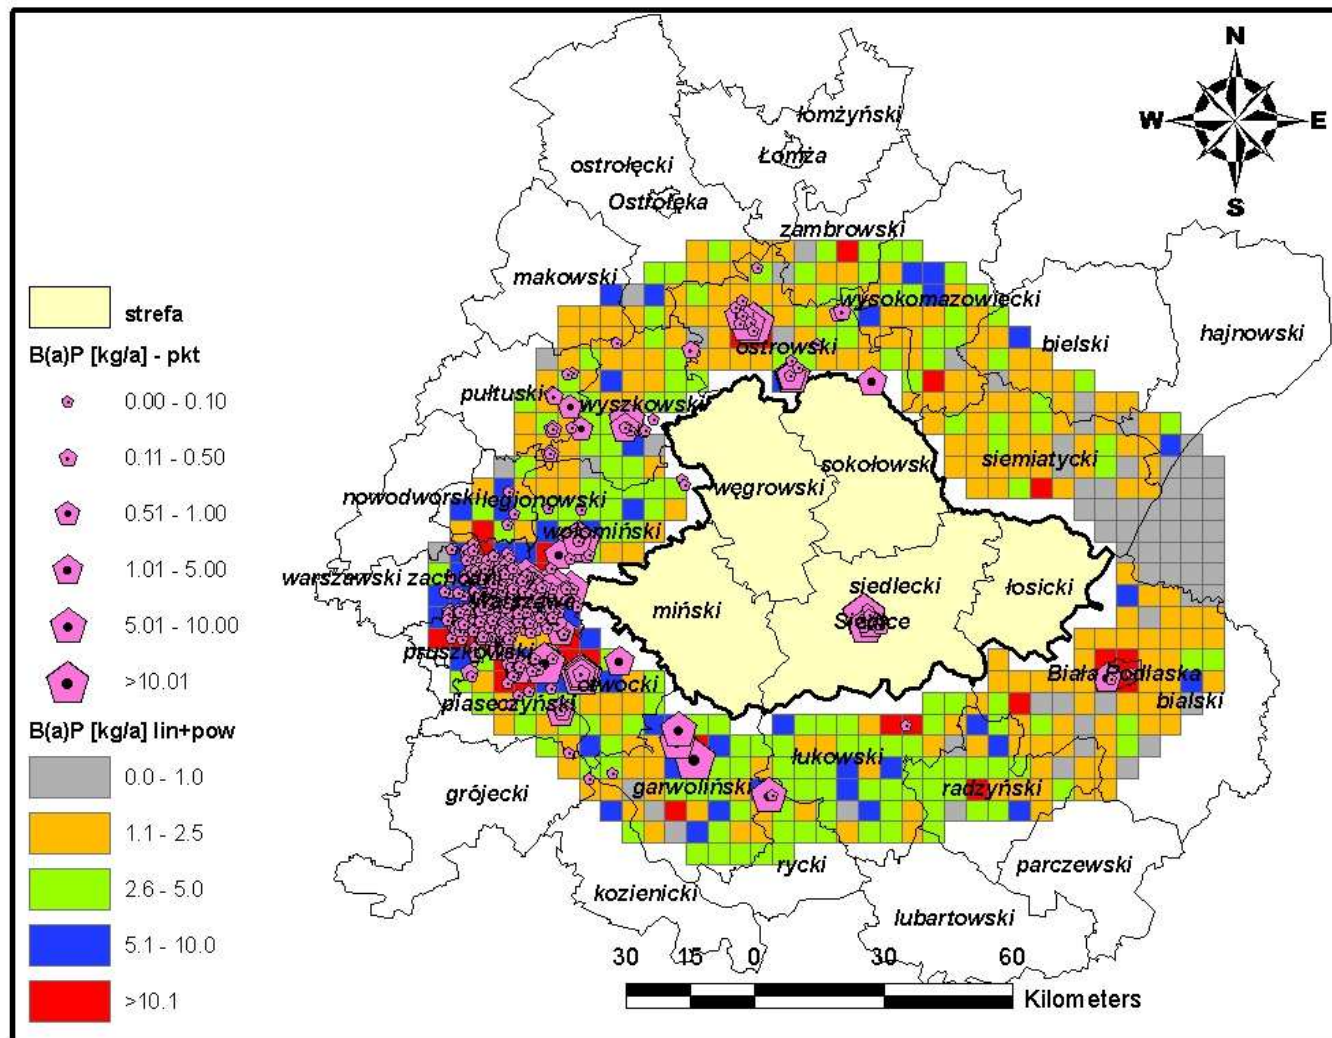 N
W
E
S
łomżyński
Łomża
ostrołęcki
Ostrołęka
zambrowski
makowski
wysokomazowiecki
hajnowski
bielski
ostrowski
pułtuski
wyszkowski
siemiatycki
sokołowsk
węgrowski
nowodworski
legionowski
wołomiński
warszewski zachodni
Warszawa
siedlecki
łosicki
miński
Siedlce
pruszkowski
otwocki
Biała Podlaska
bialski
piaseczyński
łukowski
garwoliński
radzyński
grójecki
rycki
parczewski
kozienicki
lubartowski
strefa
B(a)P [kg/a] - pkt
0.00 - 0.10
0.11 - 0.50
0.51 - 1.00
1.01 - 5.00
5.01 - 10.00
>10.01
B(a)P [kg/a] lin+pow
0.0 - 1.0
1.1 - 2.5
2.6 - 5.0
5.1 - 10.0
>10.1
30 15 0 30 60
Kilometers